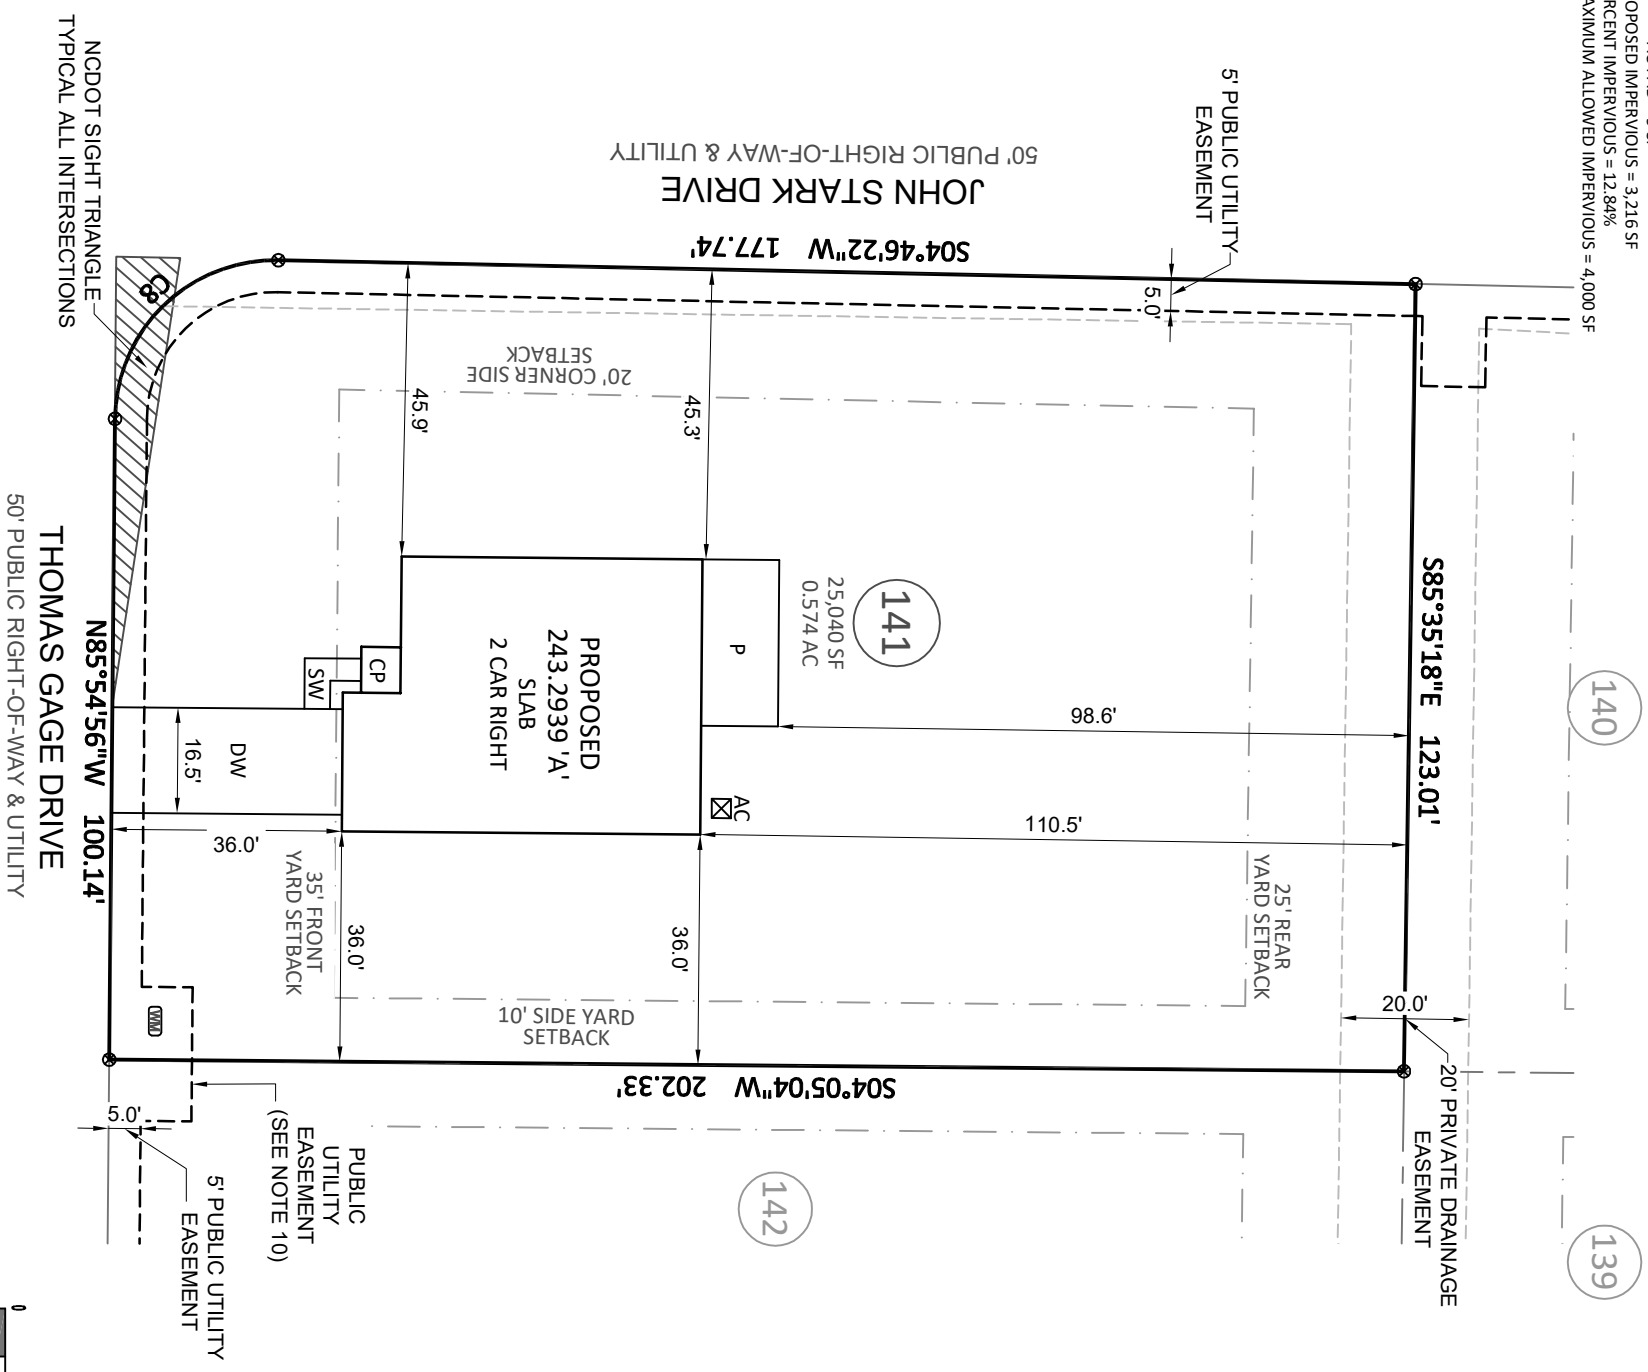 OPOSED IMPERVIOUS = 3,216 SF
RCENT IMPERVIOUS = 12.84%
AXIMUM ALLOWED IMPERVIOUS = 4,000 SF
NCDOT SIGHT TRIANGLE
TYPICAL ALL INTERSECTIONS
C8
50' PUBLIC RIGHT-OF-WAY & UTILITY
JOHN STARK DRIVE
S04°46'22"W 177.74'
5' PUBLIC UTILITY
EASEMENT
5.0'
20' CORNER SIDE
SETBACK
45.9'
45.3'
141
25,040 SF
0.574 AC
P
PROPOSED
243.2939 'A'
SLAB
2 CAR RIGHT
CP
SW
DW
16.5'
AC
98.6'
110.5'
36.0'
36.0'
36.0'
S85°35'18"E 123.01'
140
THOMAS GAGE DRIVE
50' PUBLIC RIGHT-OF-WAY & UTILITY
N85°54'56"W 100.14'
35' FRONT
YARD SETBACK
25' REAR
YARD SETBACK
10' SIDE YARD
SETBACK
WM
20.0'
20' PRIVATE DRAINAGE
EASEMENT
S04°05'04"W 202.33'
5.0'
PUBLIC
UTILITY
EASEMENT
(SEE NOTE 10)
5' PUBLIC UTILITY
EASEMENT
142
139
0